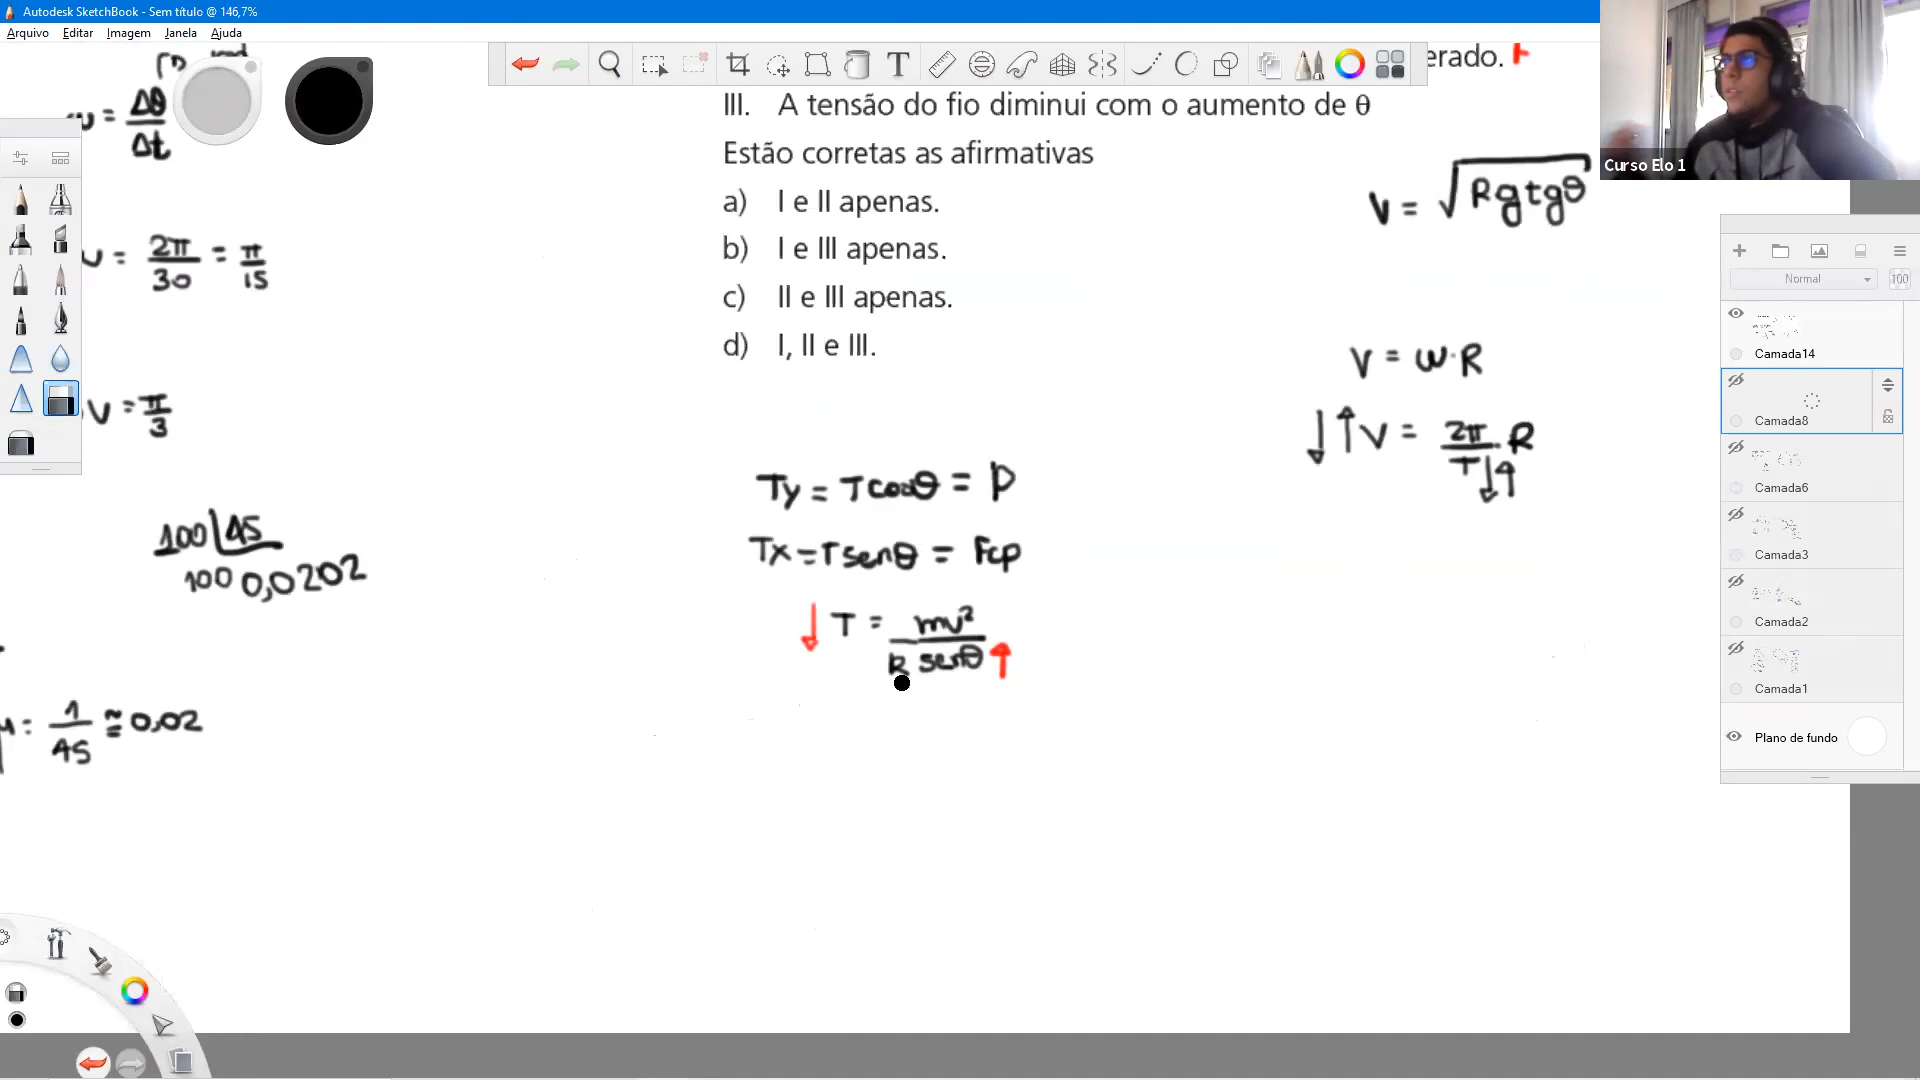 Autodesk SketchBook - Sem título @ 146,7%
Arquivo Editar Imagem Janela Ajuda
erado. F
III. A tensão do fio diminui com o aumento de θ
Estão corretas as afirmativas
a) I e II apenas.
b) I e III apenas.
c) II e III apenas.
d) I, II e III.
= Δθ
Δt
= 2π = π
30 15
V = π
3
100 45
100 0,0202
= 1 ≅ 0,02
45
Ty = T cosθ = P
Tx = T senθ = Fcp
↓ T = mv²
R senθ ↑
V = √Rgtgθ
V = ω·R
↓↑V = 2π . R
T↓↑
Curso Elo 1
Normal 100
Camada14
Camada8
Camada6
Camada3
Camada2
Camada1
Plano de fundo